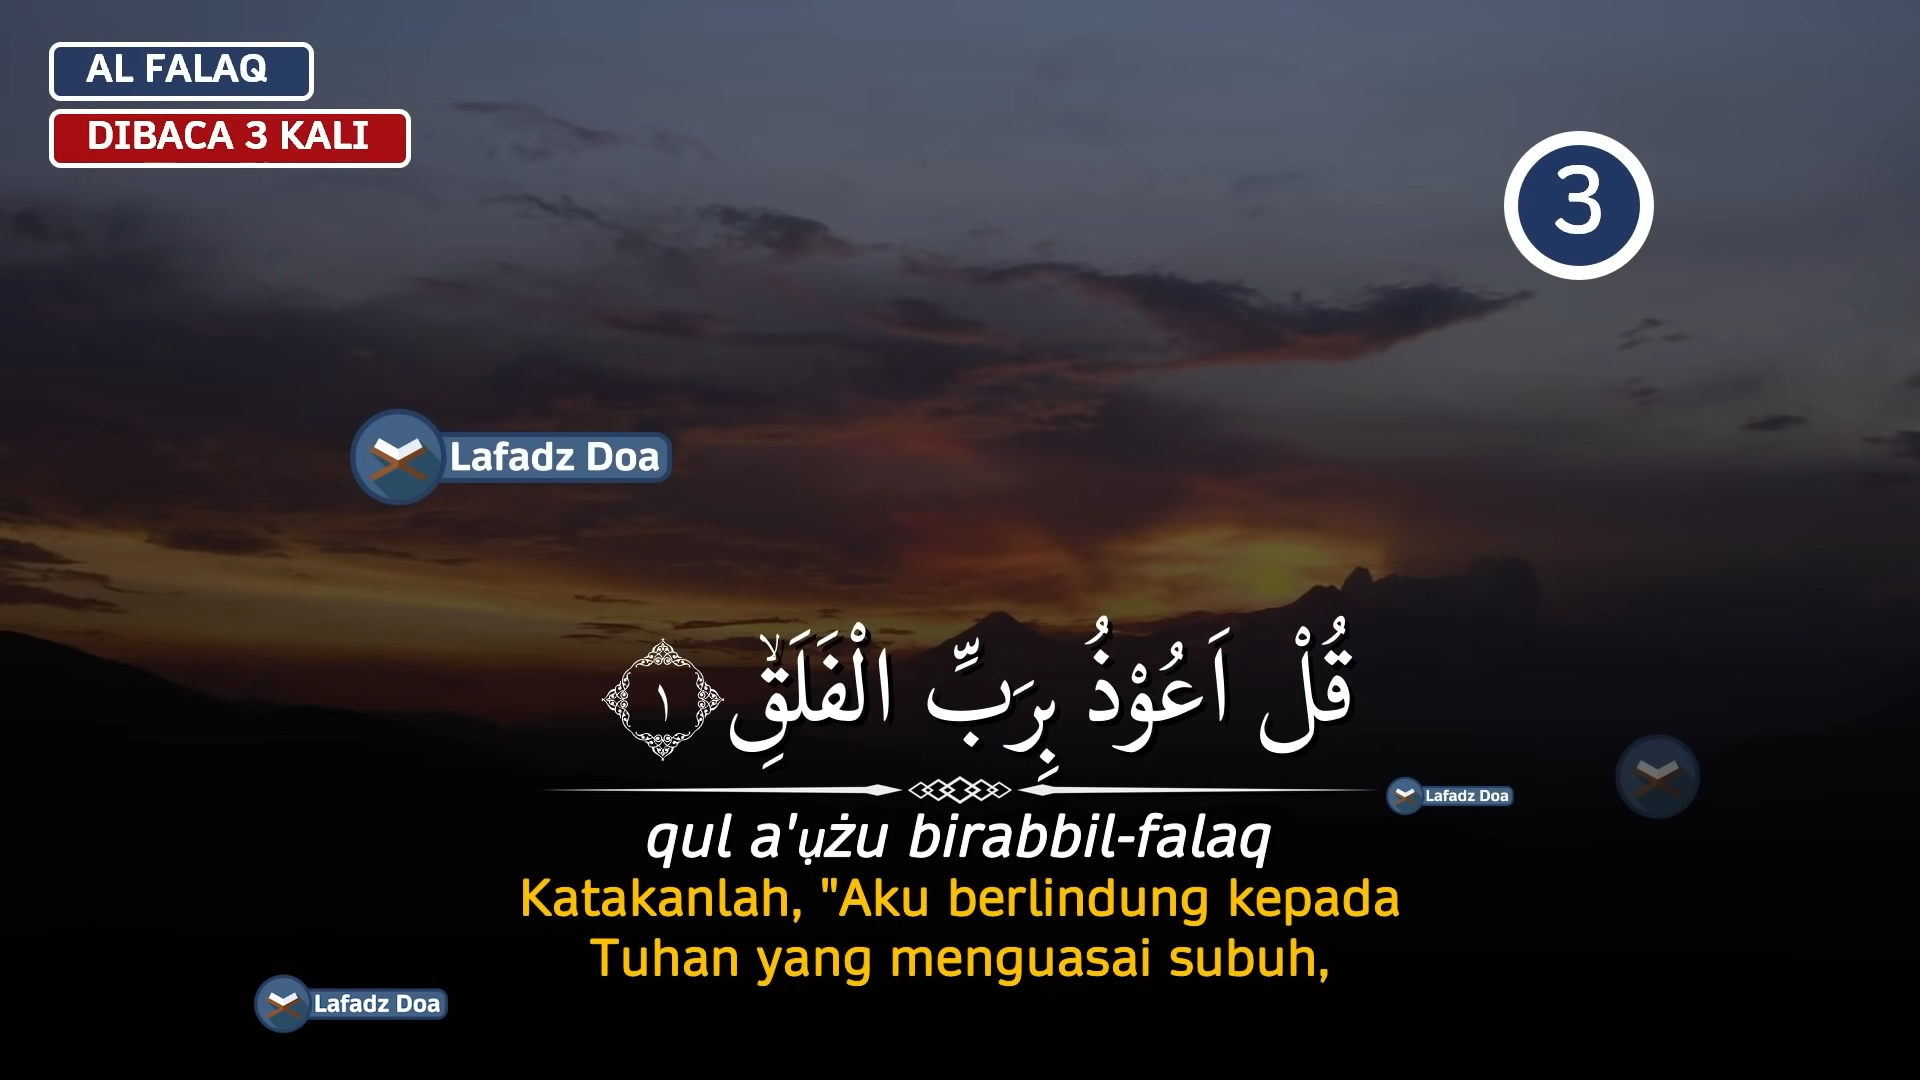 AL FALAQ
DIBACA 3 KALI
3
Lafadz Doa
قُلْ اَعُوْذُ بِرَبِّ الْفَلَقِۙ ١
Lafadz Doa
qul a'ụżu birabbil-falaq
Katakanlah, "Aku berlindung kepada
Tuhan yang menguasai subuh,
Lafadz Doa